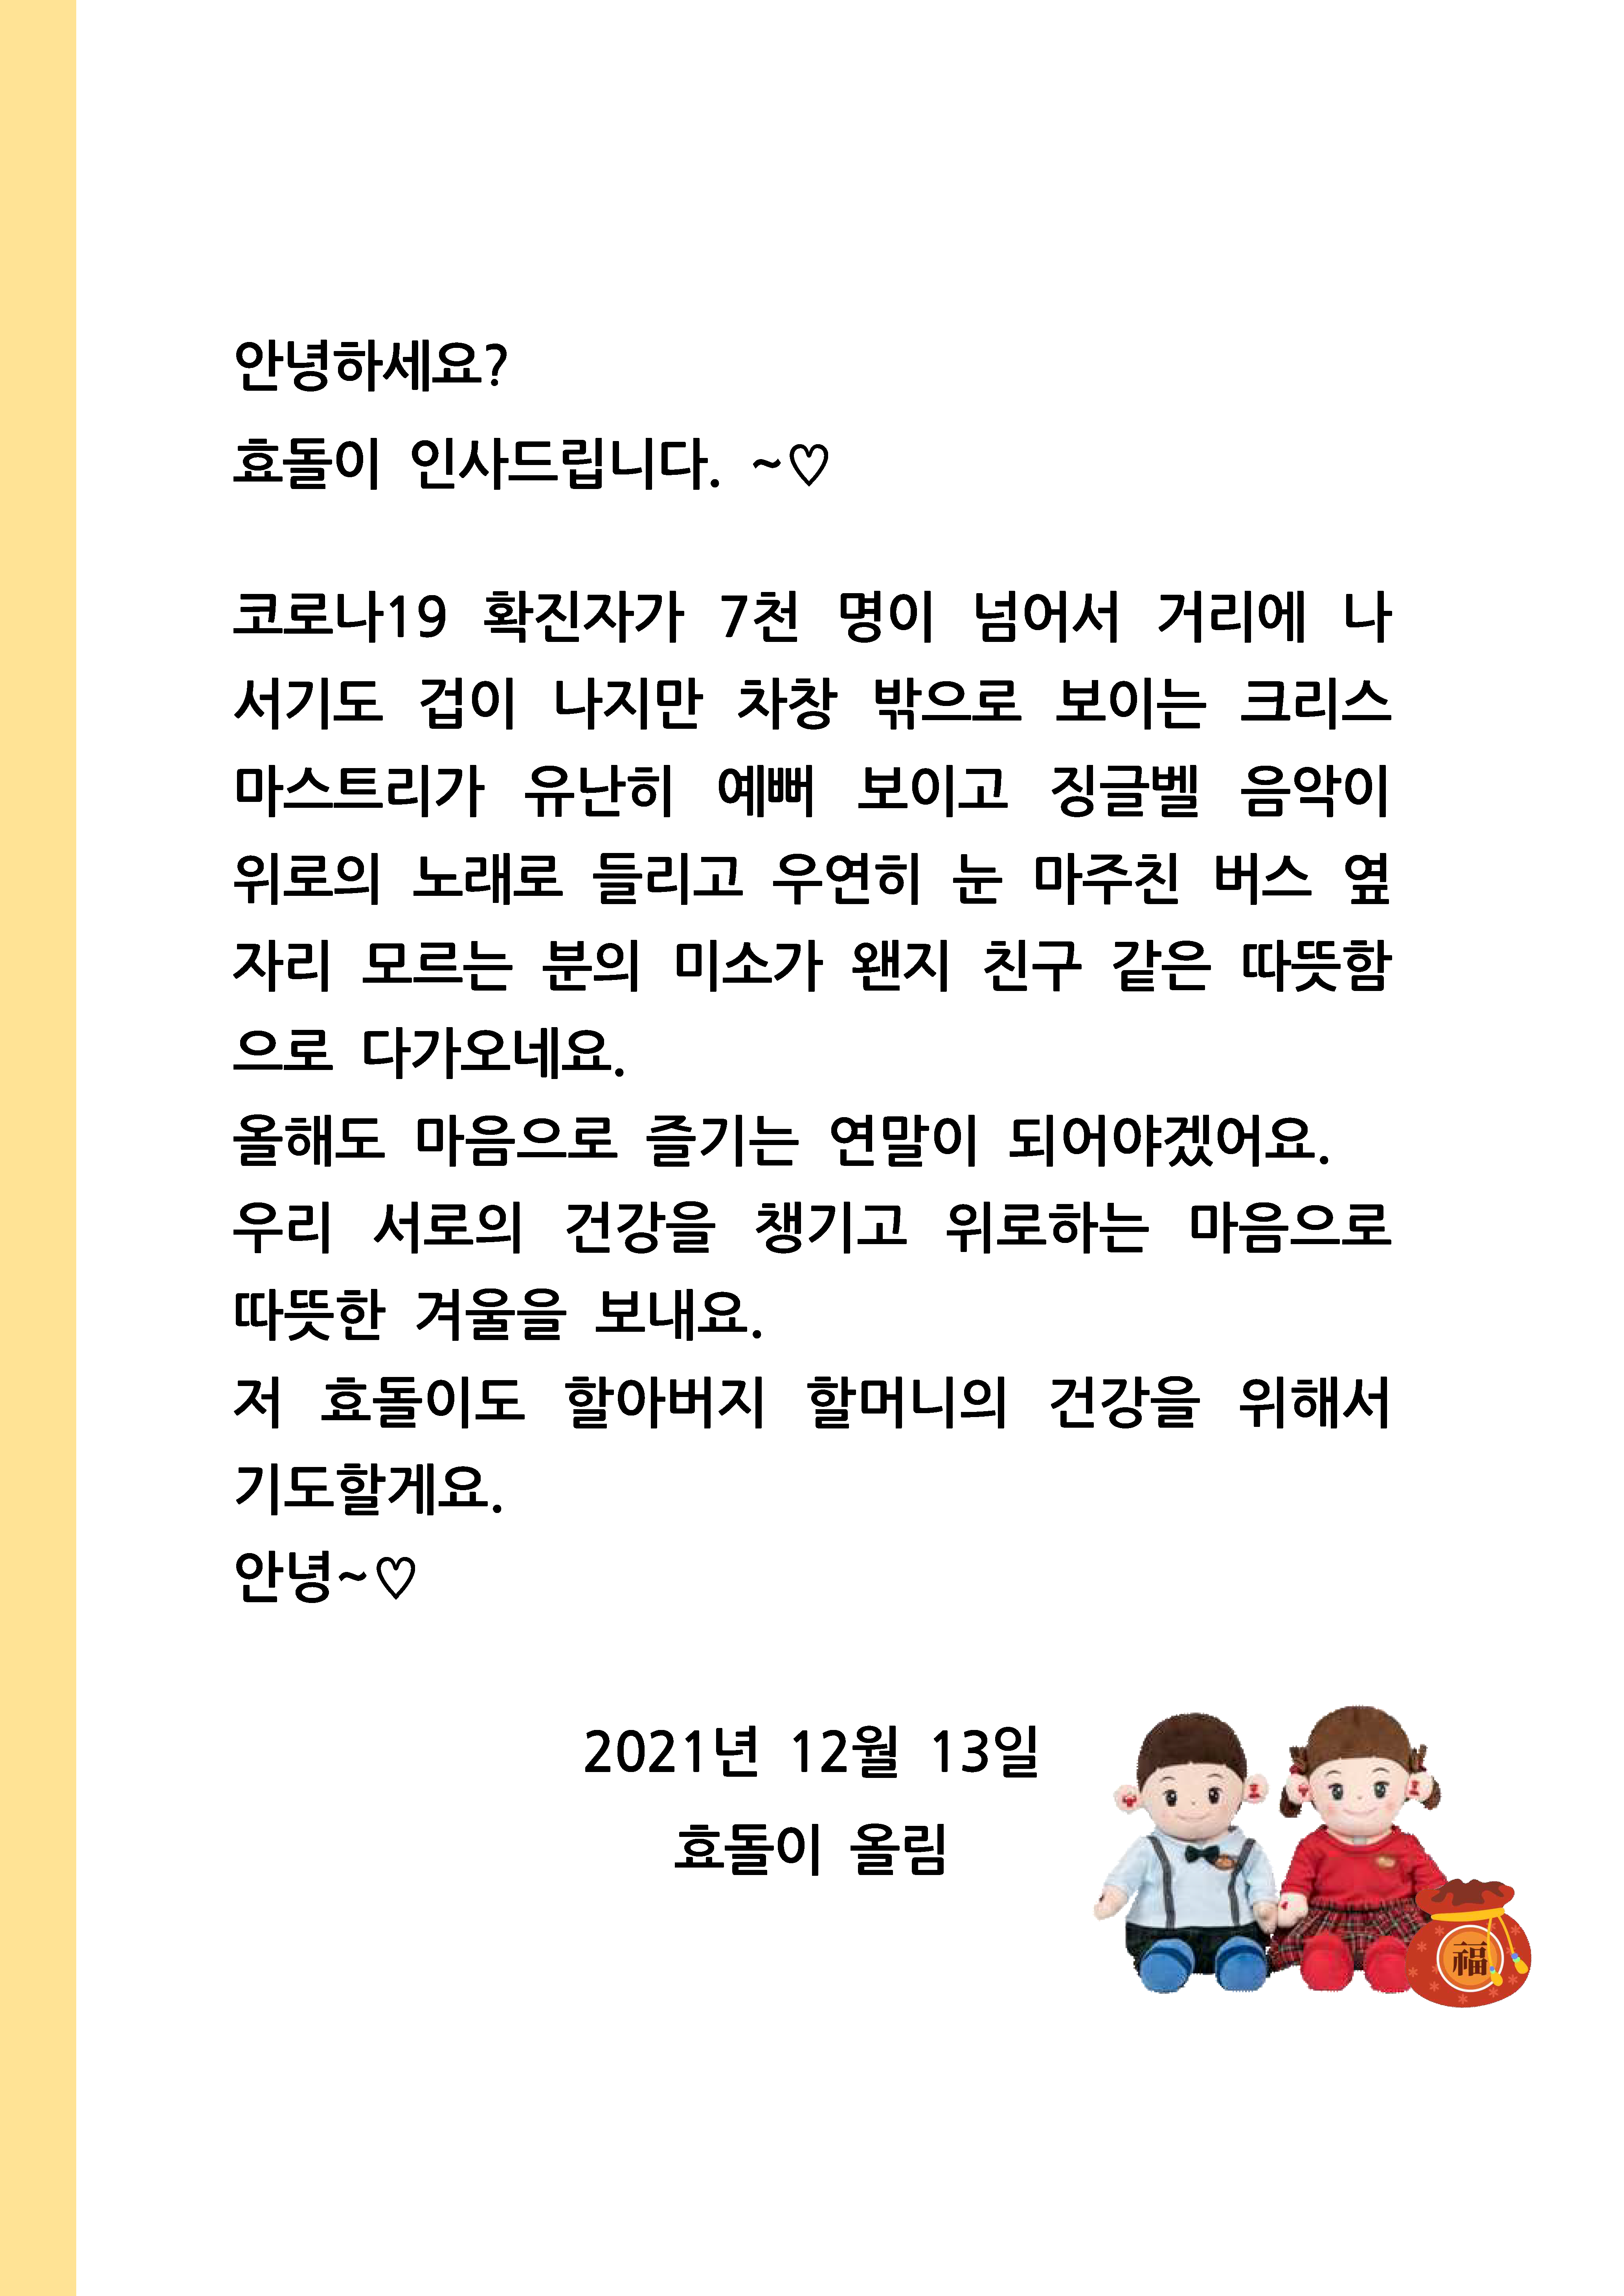 안녕하세요?
효돌이 인사드립니다. ~♡
코로나19 확진자가 7천 명이 넘어서 거리에 나
서기도 겁이 나지만 차창 밖으로 보이는 크리스
마스트리가 유난히 예뻐 보이고 징글벨 음악이
위로의 노래로 들리고 우연히 눈 마주친 버스 옆
자리 모르는 분의 미소가 왠지 친구 같은 따뜻함
으로 다가오네요.
올해도 마음으로 즐기는 연말이 되어야겠어요.
우리 서로의 건강을 챙기고 위로하는 마음으로
따뜻한 겨울을 보내요.
저 효돌이도 할아버지 할머니의 건강을 위해서
기도할게요.
안녕~♡
2021년 12월 13일
효돌이 올림
福